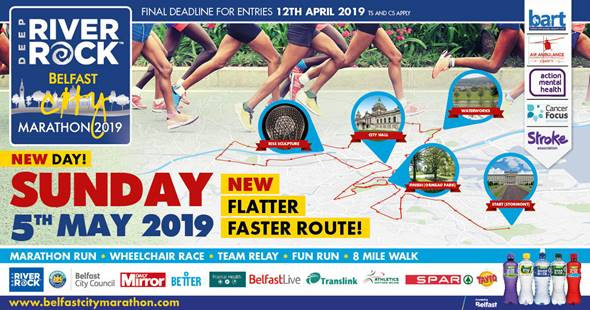 FINAL DEADLINE FOR ENTRIES 12TH APRIL 2019 TS AND CS APPLY
DEEP
RIVER
ROCK
BELFAST
city
MARATHON 2019
bart
AIR AMBULANCE
action
mental
health
Cancer
Focus
Stroke
association
WATERWORKS
CITY HALL
RISE SCULPTURE
FINISH (ORMEAU PARK)
START (STORMONT)
NEW DAY!
SUNDAY
5TH MAY 2019
NEW
FLATTER
FASTER ROUTE!
MARATHON RUN • WHEELCHAIR RACE • TEAM RELAY • FUN RUN • 8 MILE WALK
RIVER
ROCK
Belfast
City Council
DAILY
Mirror
BETTER
BelfastLive
Translink
ATHLETICS
SPAR
TAYTO
www.belfastcitymarathon.com
Belfast